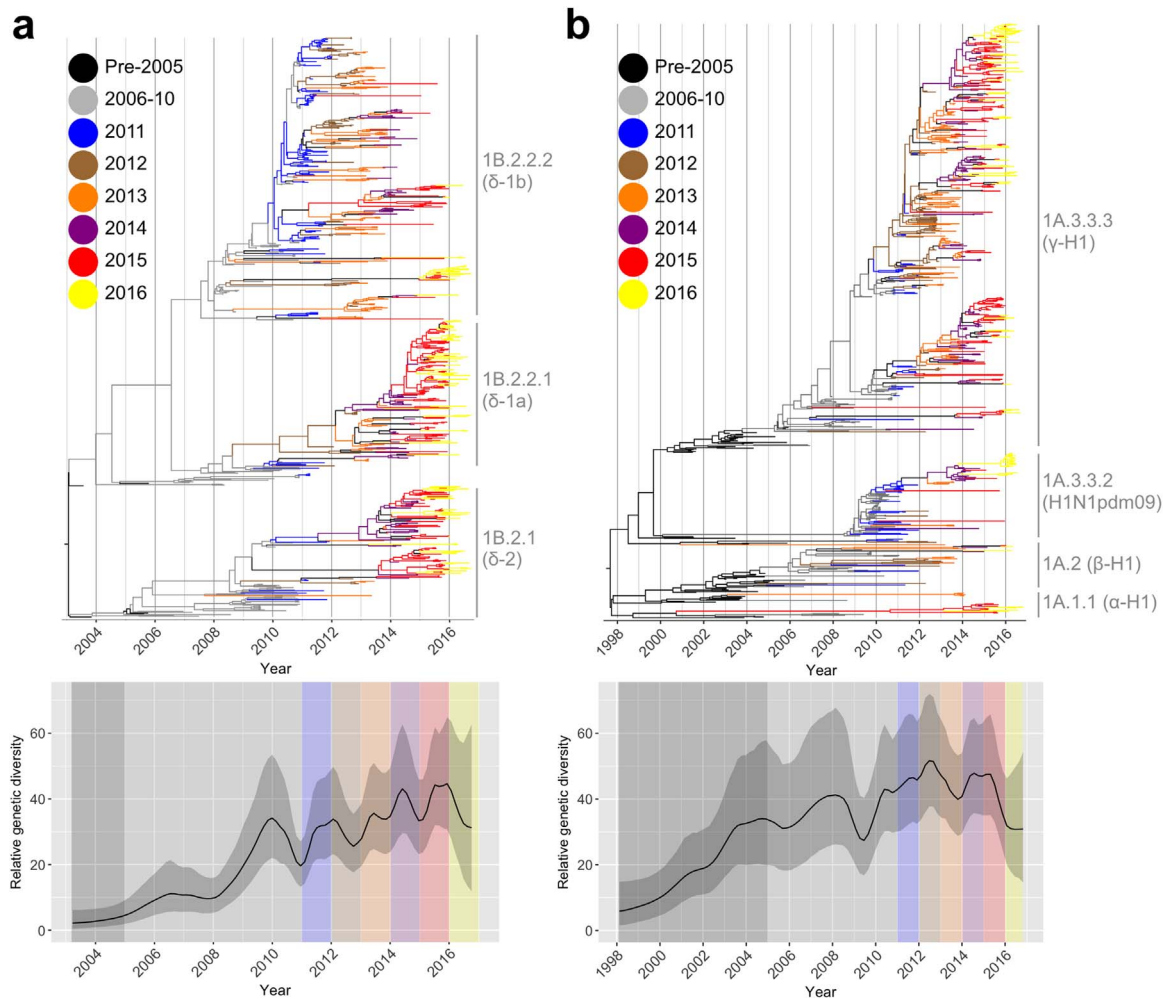 a
Pre-2005
2006-10
2011
2012
2013
2014
2015
2016
1B.2.2.2
(δ-1b)
1B.2.2.1
(δ-1a)
1B.2.1
(δ-2)
2004
2006
2008
2010
2012
2014
2016
Year
Relative genetic diversity
60
40
20
0
2004
2006
2008
2010
2012
2014
2016
Year
b
Pre-2005
2006-10
2011
2012
2013
2014
2015
2016
1A.3.3.3
(γ-H1)
1A.3.3.2
(H1N1pdm09)
1A.2 (β-H1)
1A.1.1 (α-H1)
1998
2000
2002
2004
2006
2008
2010
2012
2014
2016
Year
Relative genetic diversity
60
40
20
0
1998
2000
2002
2004
2006
2008
2010
2012
2014
2016
Year